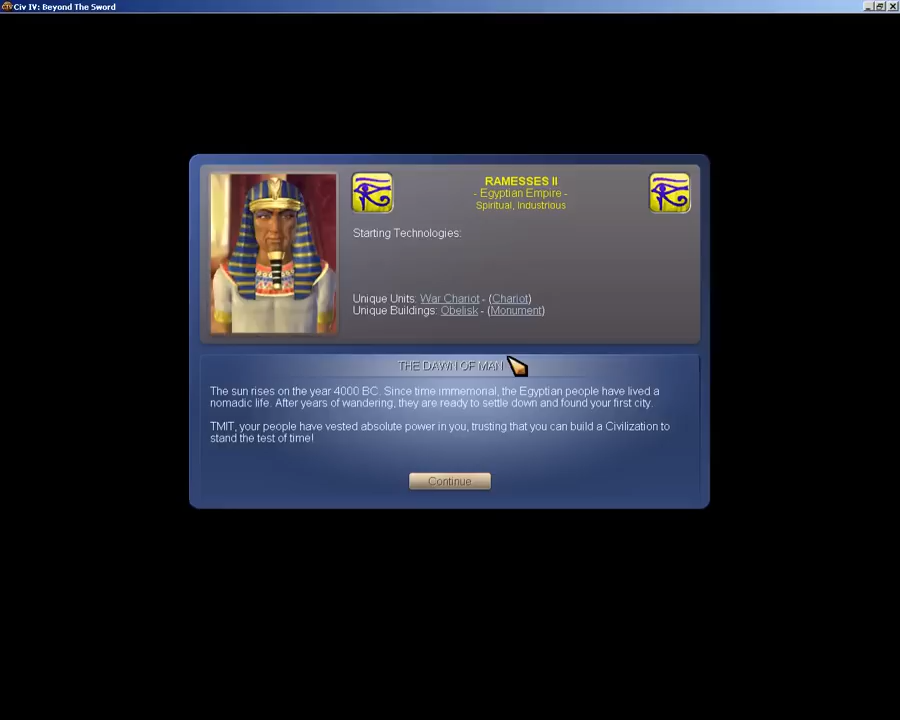 Civ IV: Beyond The Sword
RAMESSES II
- Egyptian Empire -
Spiritual, Industrious
Starting Technologies:
Unique Units: War Chariot - (Chariot)
Unique Buildings: Obelisk - (Monument)
THE DAWN OF MAN
The sun rises on the year 4000 BC. Since time immemorial, the Egyptian people have lived a
nomadic life. After years of wandering, they are ready to settle down and found your first city.
TMIT, your people have vested absolute power in you, trusting that you can build a Civilization to
stand the test of time!
Continue